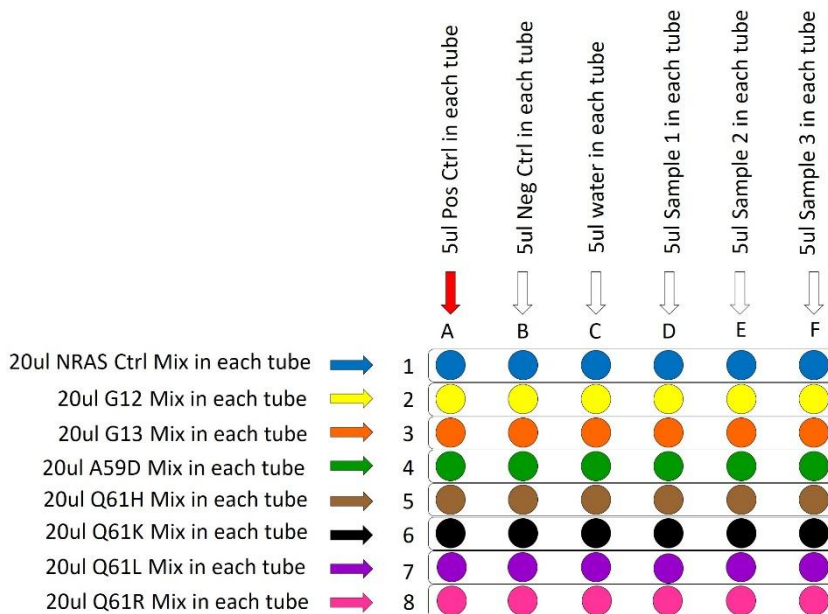 5ul Pos Ctrl in each tube
5ul Neg Ctrl in each tube
5ul water in each tube
5ul Sample 1 in each tube
5ul Sample 2 in each tube
5ul Sample 3 in each tube
A B C D E F
20ul NRAS Ctrl Mix in each tube 1
20ul G12 Mix in each tube 2
20ul G13 Mix in each tube 3
20ul A59D Mix in each tube 4
20ul Q61H Mix in each tube 5
20ul Q61K Mix in each tube 6
20ul Q61L Mix in each tube 7
20ul Q61R Mix in each tube 8